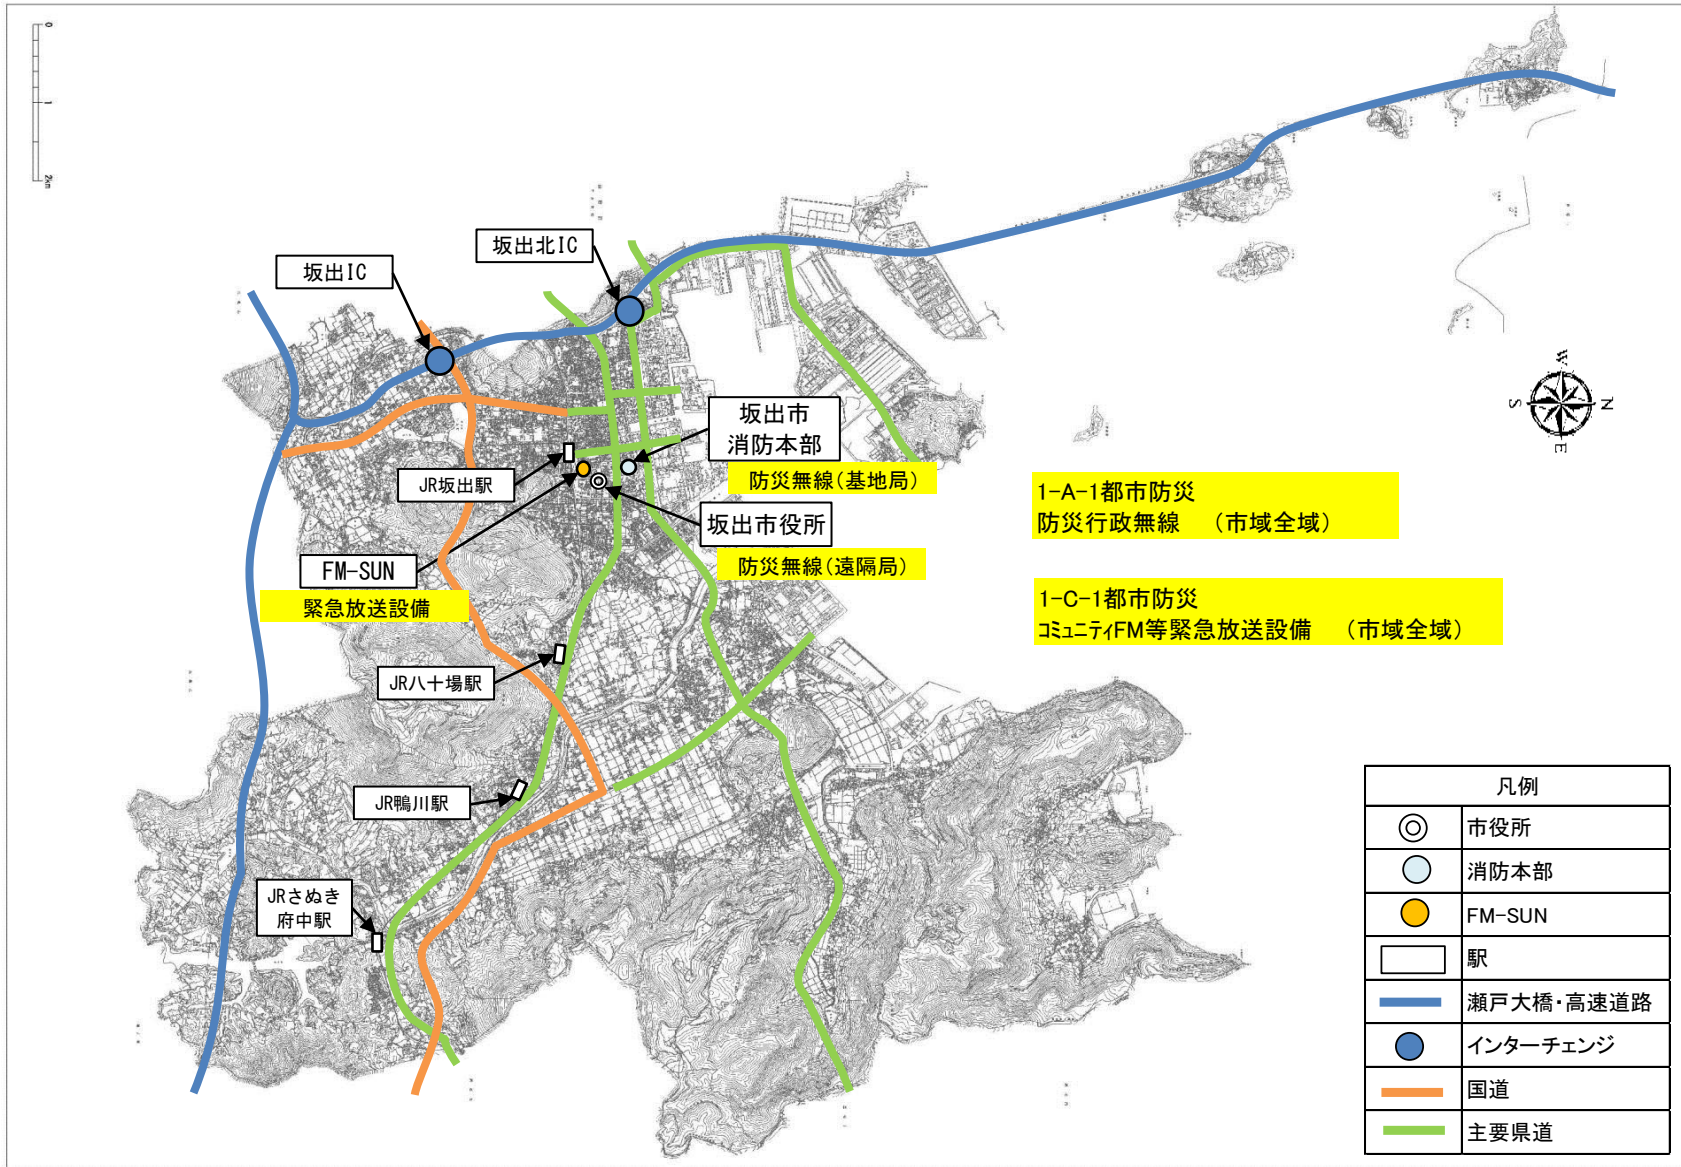 0
1
2km
坂出北IC
坂出IC
坂出市
消防本部
防災無線(基地局)
JR坂出駅
坂出市役所
防災無線(遠隔局)
FM-SUN
緊急放送設備
1-A-1都市防災
防災行政無線 (市域全域)
1-C-1都市防災
コミュニティFM等緊急放送設備 (市域全域)
W
S
N
E
JR八十場駅
JR鴨川駅
JRさぬき
府中駅
凡例
市役所
消防本部
FM-SUN
駅
瀬戸大橋・高速道路
インターチェンジ
国道
主要県道